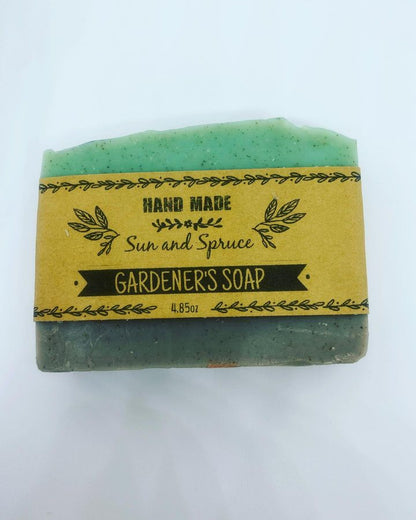 HAND MADE
Sun and Spruce
GARDENER'S SOAP
4.85oz